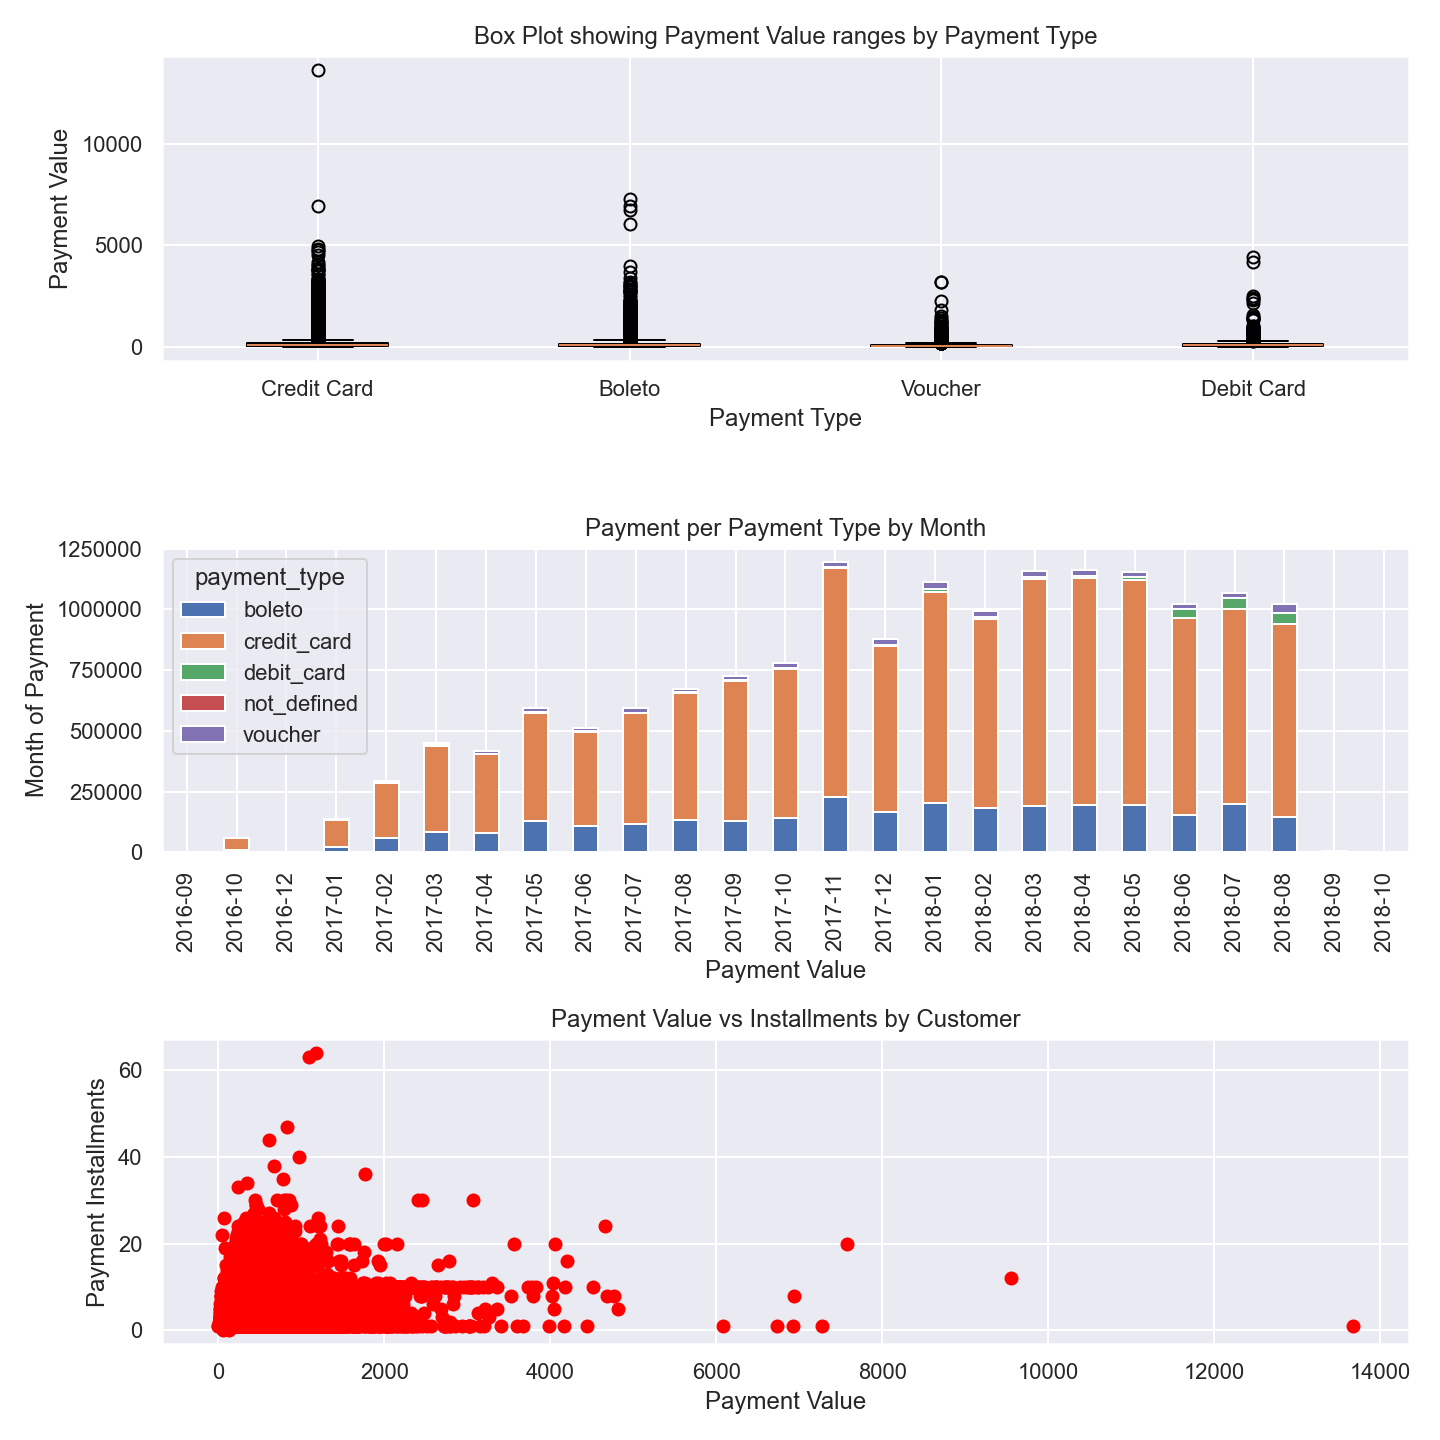 Box Plot showing Payment Value ranges by Payment Type
Payment Value
10000
5000
0
Credit Card Boleto Voucher Debit Card
Payment Type
Payment per Payment Type by Month
Month of Payment
1250000
1000000
750000
500000
250000
0
payment_type
boleto
credit_card
debit_card
not_defined
voucher
2016-09 2016-10 2016-12 2017-01 2017-02 2017-03 2017-04 2017-05 2017-06 2017-07 2017-08 2017-09 2017-10 2017-11 2017-12 2018-01 2018-02 2018-03 2018-04 2018-05 2018-06 2018-07 2018-08 2018-09 2018-10
Payment Value
Payment Value vs Installments by Customer
Payment Installments
60
40
20
0
0 2000 4000 6000 8000 10000 12000 14000
Payment Value